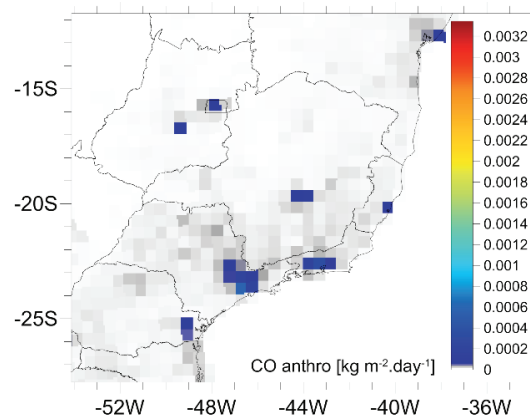 -15S
-20S
-25S
-52W
-48W
-44W
-40W
-36W
0.0032
0.003
0.0028
0.0026
0.0024
0.0022
0.002
0.0018
0.0016
0.0014
0.0012
0.001
0.0008
0.0006
0.0004
0.0002
0
CO anthro [kg m⁻².day⁻¹]